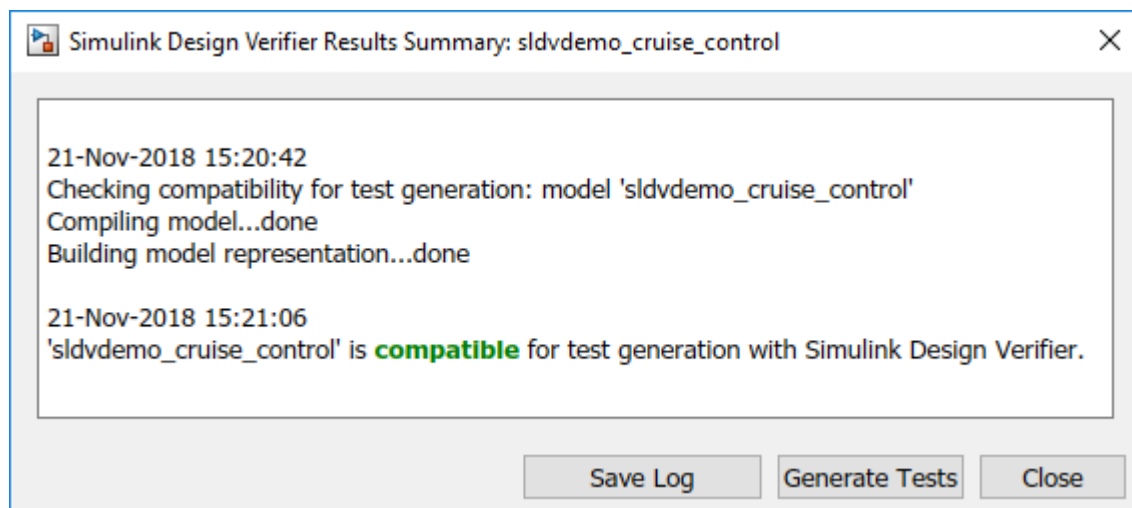 Simulink Design Verifier Results Summary: sldvdemo_cruise_control
21-Nov-2018 15:20:42
Checking compatibility for test generation: model 'sldvdemo_cruise_control'
Compiling model...done
Building model representation...done
21-Nov-2018 15:21:06
'sldvdemo_cruise_control' is compatible for test generation with Simulink Design Verifier.
Save Log
Generate Tests
Close